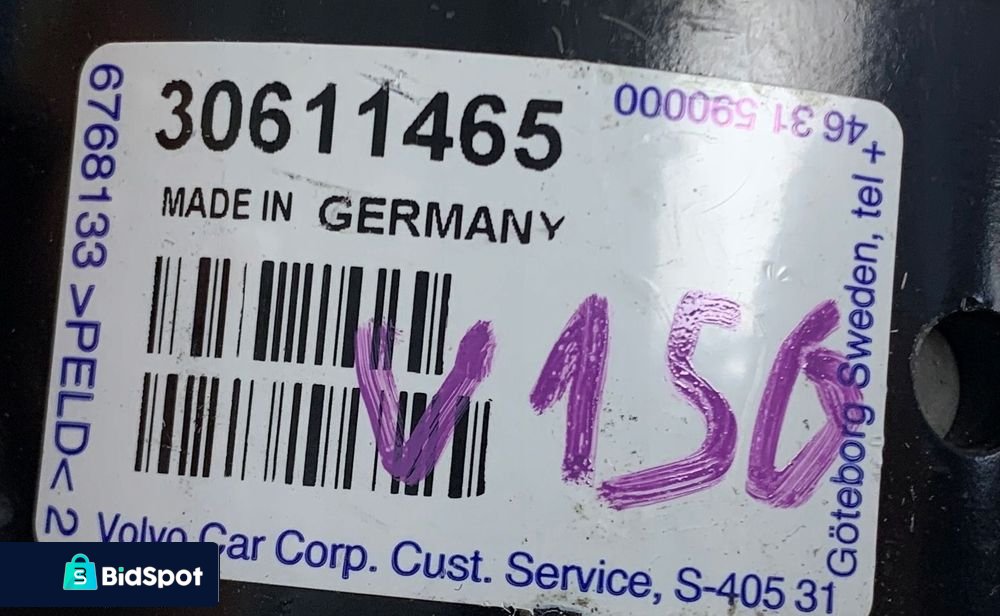 30611465
MADE IN GERMANY
V 150
6768133 >PELD< 2
Volvo Car Corp. Cust. Service, S-405 31
Göteborg Sweden, tel +
46 31 590000
BidSpot